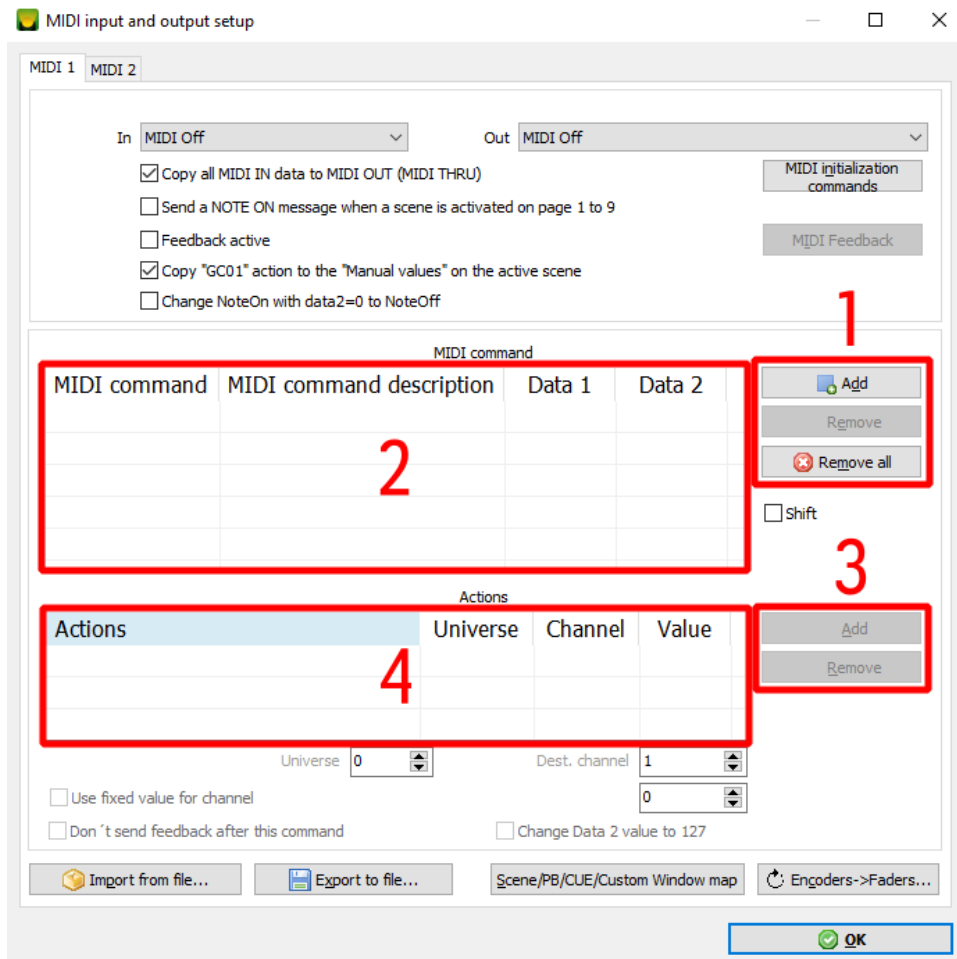 MIDI input and output setup
MIDI 1 MIDI 2
In MIDI Off Out MIDI Off
Copy all MIDI IN data to MIDI OUT (MIDI THRU)
MIDI initialization
commands
Send a NOTE ON message when a scene is activated on page 1 to 9
Feedback active
MIDI Feedback
Copy "GC01" action to the "Manual values" on the active scene
Change NoteOn with data2=0 to NoteOff
1
MIDI command
MIDI command MIDI command description Data 1 Data 2
Add
Remove
2
Remove all
Shift
3
Actions
Actions Universe Channel Value
Add
4
Remove
Universe 0 Dest. channel 1
Use fixed value for channel 0
Don ´t send feedback after this command Change Data 2 value to 127
Import from file... Export to file... Scene/PB/CUE/Custom Window map Encoders->Faders...
OK